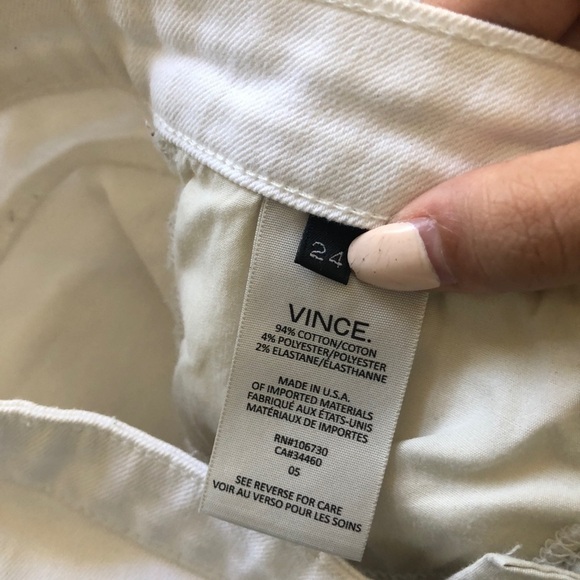 24
VINCE.
94% COTTON/COTON
4% POLYESTER/POLYESTER
2% ELASTANE/ÉLASTHANNE
MADE IN U.S.A.
OF IMPORTED MATERIALS
FABRIQUÉ AUX ÉTATS-UNIS
MATÉRIAUX DE IMPORTES
RN#106730
CA#34460
05
SEE REVERSE FOR CARE
VOIR AU VERSO POUR LES SOINS